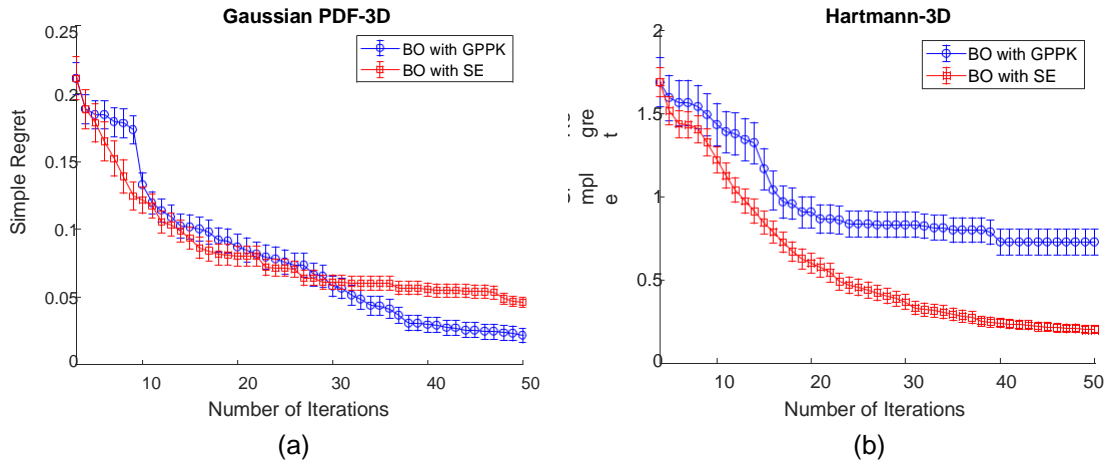 Gaussian PDF-3D
0.25
0.2
0.15
0.1
0.05
0
Simple Regret
BO with GPPK
BO with SE
10
20
30
40
50
Number of Iterations
(a)
Hartmann-3D
2
1.5
1
0.5
0
gre
t
mpl
e
BO with GPPK
BO with SE
10
20
30
40
50
Number of Iterations
(b)